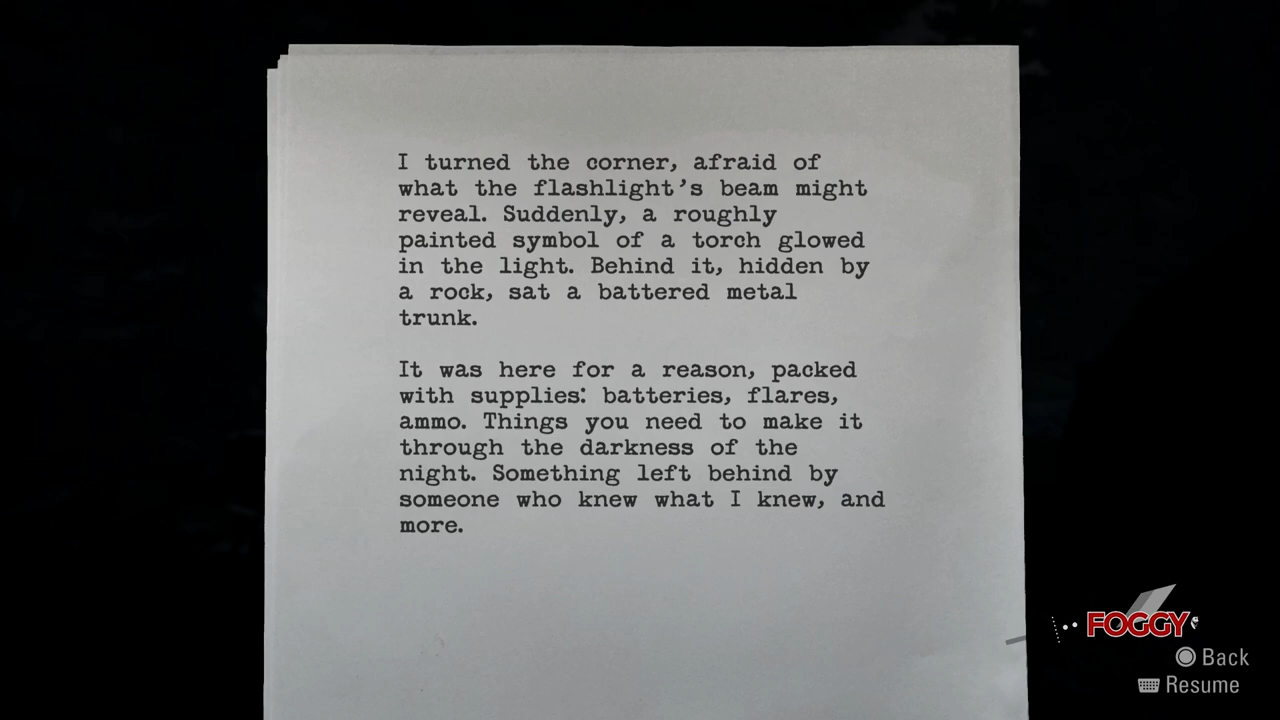 I turned the corner, afraid of
what the flashlight’s beam might
reveal. Suddenly, a roughly
painted symbol of a torch glowed
in the light. Behind it, hidden by
a rock, sat a battered metal
trunk.
It was here for a reason, packed
with supplies: batteries, flares,
ammo. Things you need to make it
through the darkness of the
night. Something left behind by
someone who knew what I knew, and
more.
FOGGY
Back
Resume